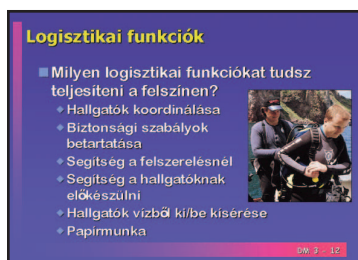 Logisztikai funkciók
Milyen logisztikai funkciókat tudsz
teljesíteni a felszínen?
Hallgatók koordinálása
Biztonsági szabályok
betartatása
Segítség a felszerelésnél
Segítség a hallgatóknak
előkészülni
Hallgatók vízből ki/be kísérése
Papírmunka
DM 3 - 12